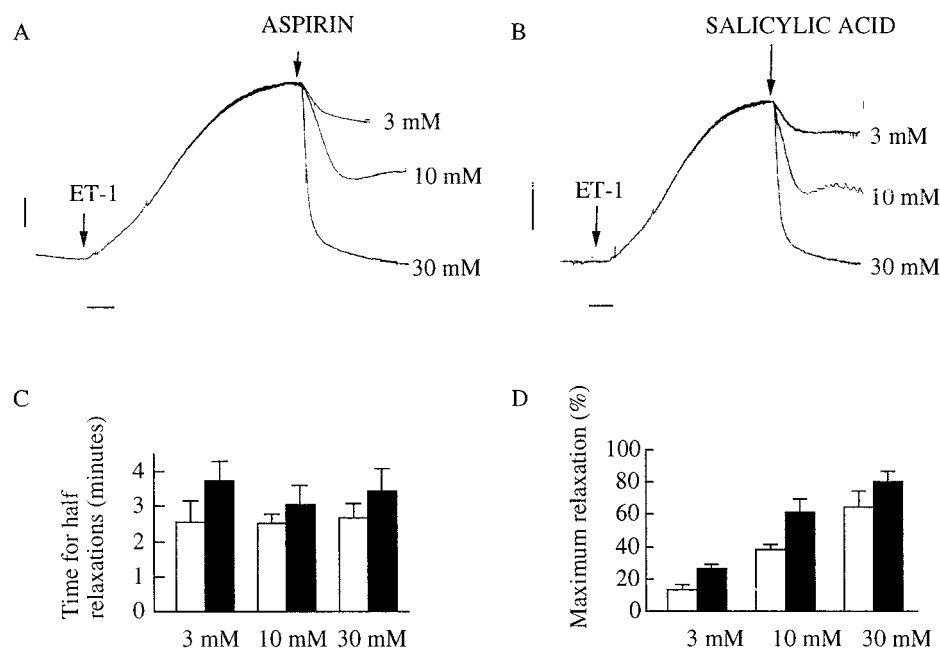 A
ASPIRIN
ET-1
3 mM
10 mM
30 mM
B
SALICYLIC ACID
ET-1
3 mM
10 mM
30 mM
C
Time for half
relaxations (minutes)
4
3
2
1
0
3 mM
10 mM
30 mM
D
Maximum relaxation (%)
100
80
60
40
20
0
3 mM
10 mM
30 mM